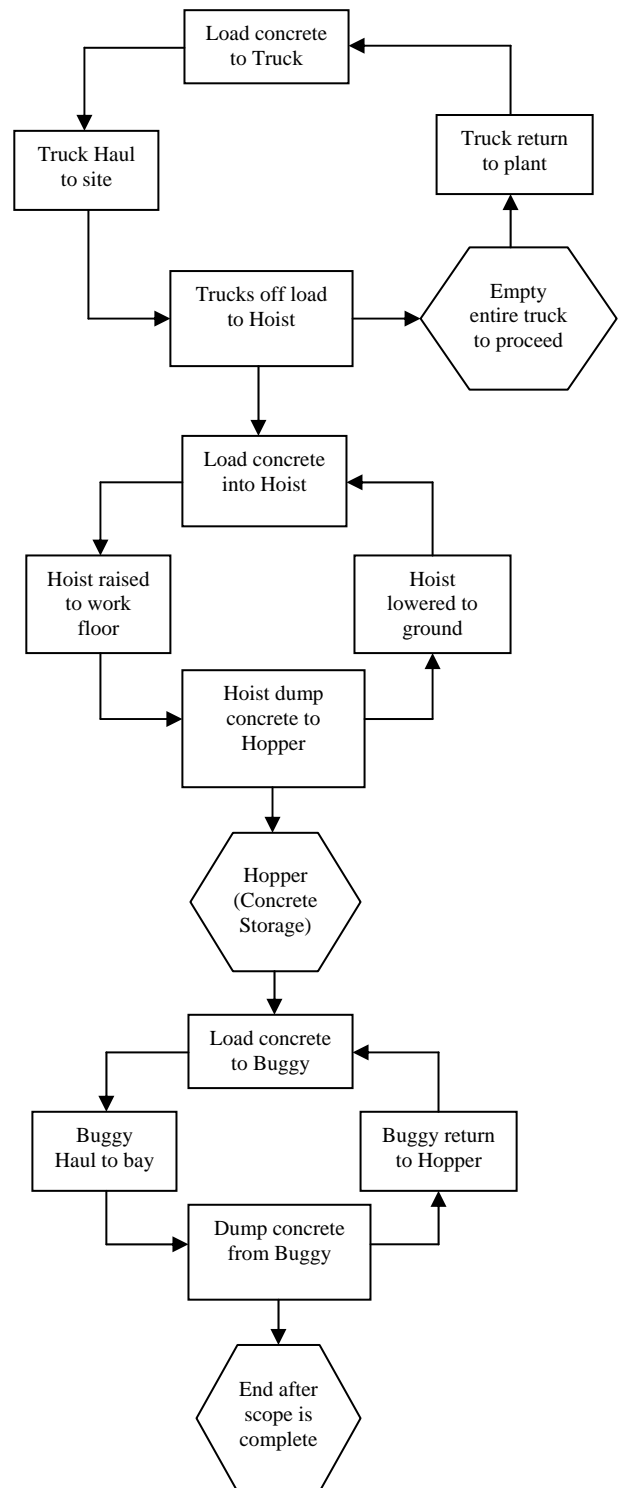 Load concrete
to Truck
Truck Haul
to site
Truck return
to plant
Trucks off load
to Hoist
Empty
entire truck
to proceed
Load concrete
into Hoist
Hoist raised
to work
floor
Hoist
lowered to
ground
Hoist dump
concrete to
Hopper
Hopper
(Concrete
Storage)
Load concrete
to Buggy
Buggy
Haul to bay
Buggy return
to Hopper
Dump concrete
from Buggy
End after
scope is
complete